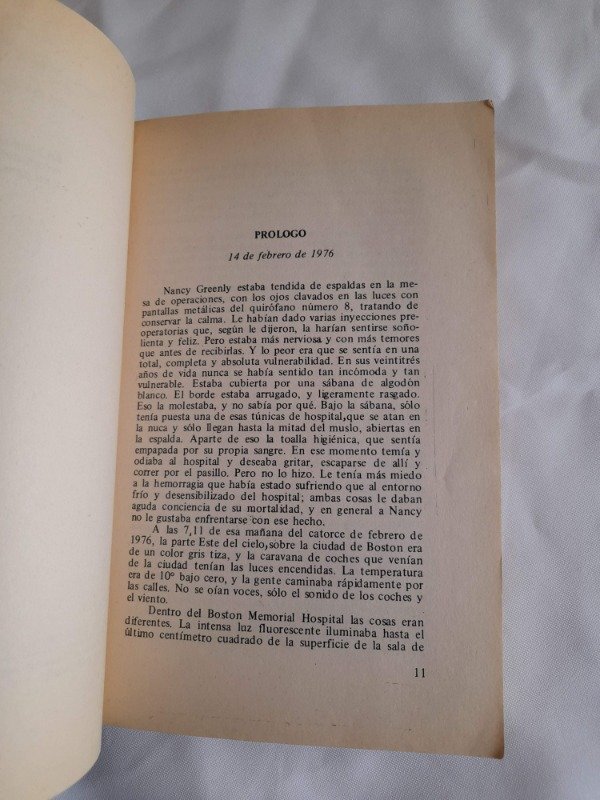 PROLOGO
14 de febrero de 1976
Nancy Greenly estaba tendida de espaldas en la me-
sa de operaciones, con los ojos clavados en las luces con
pantallas metálicas del quirófano número 8, tratando de
conservar la calma. Le habían dado varias inyecciones pre-
operatorias que, según le dijeron, la harían sentirse soño-
lienta y feliz. Pero estaba más nerviosa y con más temores
que antes de recibirlas. Y lo peor era que se sentía en una
total, completa y absoluta vulnerabilidad. En sus veintitrés
años de vida nunca se había sentido tan incómoda y tan
vulnerable. Estaba cubierta por una sábana de algodón
blanco. El borde estaba arrugado, y ligeramente rasgado.
Eso la molestaba, y no sabía por qué. Bajo la sábana, sólo
tenía puesta una de esas túnicas de hospital, que se atan en
la nuca y sólo llegan hasta la mitad del muslo, abiertas en
la espalda. Aparte de eso la toalla higiénica, que sentía
empapada por su propia sangre. En ese momento temía y
odiaba al hospital y deseaba gritar, escaparse de allí y
correr por el pasillo. Pero no lo hizo. Le tenía más miedo
a la hemorragia que había estado sufriendo que al entorno
frío y desensibilizado del hospital; ambas cosas le daban
aguda conciencia de su mortalidad, y en general a Nancy
no le gustaba enfrentarse con ese hecho.
A las 7,11 de esa mañana del catorce de febrero de
1976, la parte Este del cielo, sobre la ciudad de Boston era
de un color gris tiza, y la caravana de coches que venían
de la ciudad tenían las luces encendidas. La temperatura
era de 10º bajo cero, y la gente caminaba rápidamente por
las calles. No se oían voces, sólo el sonido de los coches y
el viento.
Dentro del Boston Memorial Hospital las cosas eran
diferentes. La intensa luz fluorescente iluminaba hasta el
último centímetro cuadrado de la superficie de la sala de
11